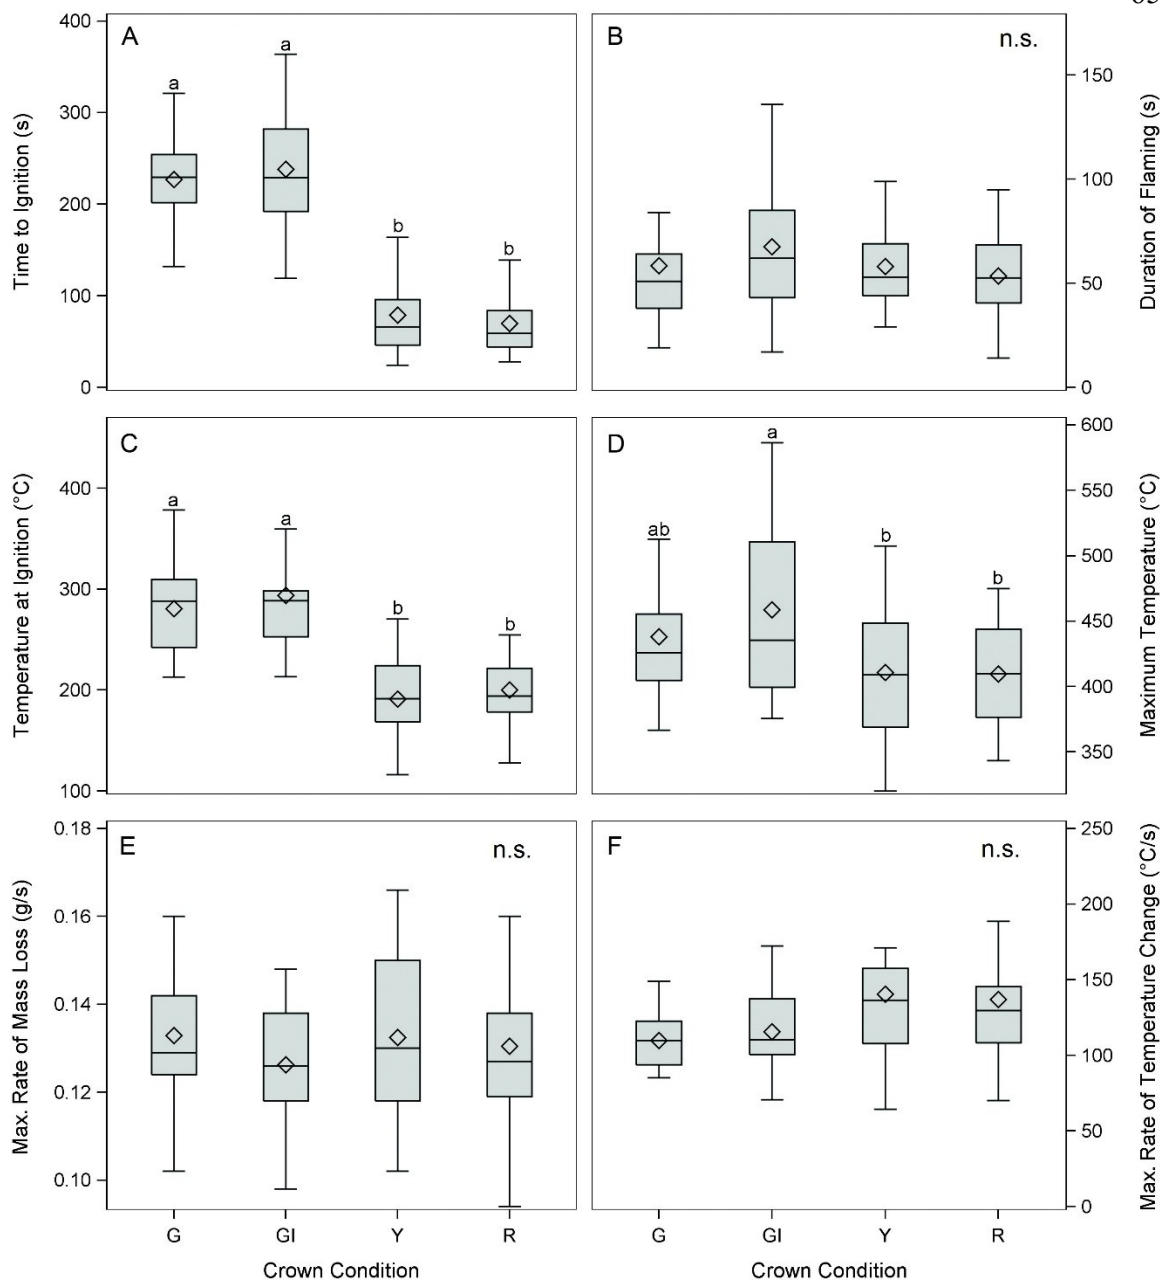 A
Time to Ignition (s)
400
300
200
100
0
a
a
b
b
B
n.s.
Duration of Flaming (s)
150
100
50
0
C
Temperature at Ignition (°C)
400
300
200
100
a
a
b
b
D
Maximum Temperature (°C)
600
550
500
450
400
350
ab
a
b
b
E
n.s.
Max. Rate of Mass Loss (g/s)
0.18
0.16
0.14
0.12
0.10
G
GI
Y
R
Crown Condition
F
n.s.
Max. Rate of Temperature Change (°C/s)
250
200
150
100
50
0
G
GI
Y
R
Crown Condition